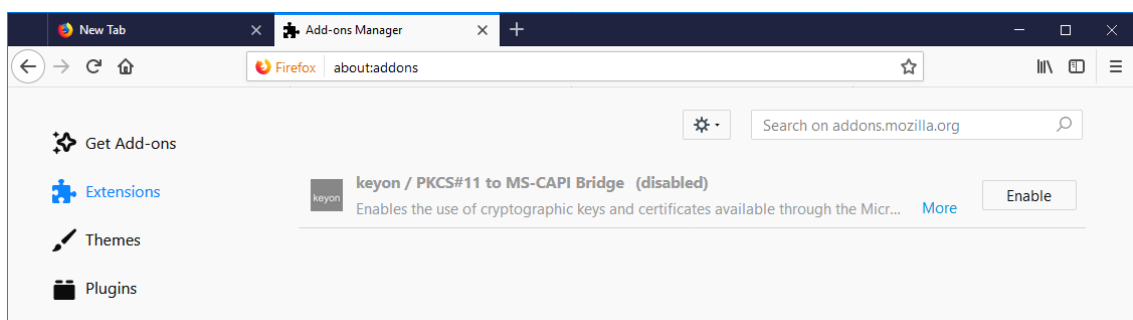 New Tab
Add-ons Manager
Firefox about:addons
Search on addons.mozilla.org
Get Add-ons
Extensions
Themes
Plugins
keyon
keyon / PKCS#11 to MS-CAPI Bridge (disabled)
Enables the use of cryptographic keys and certificates available through the Micr... More
Enable